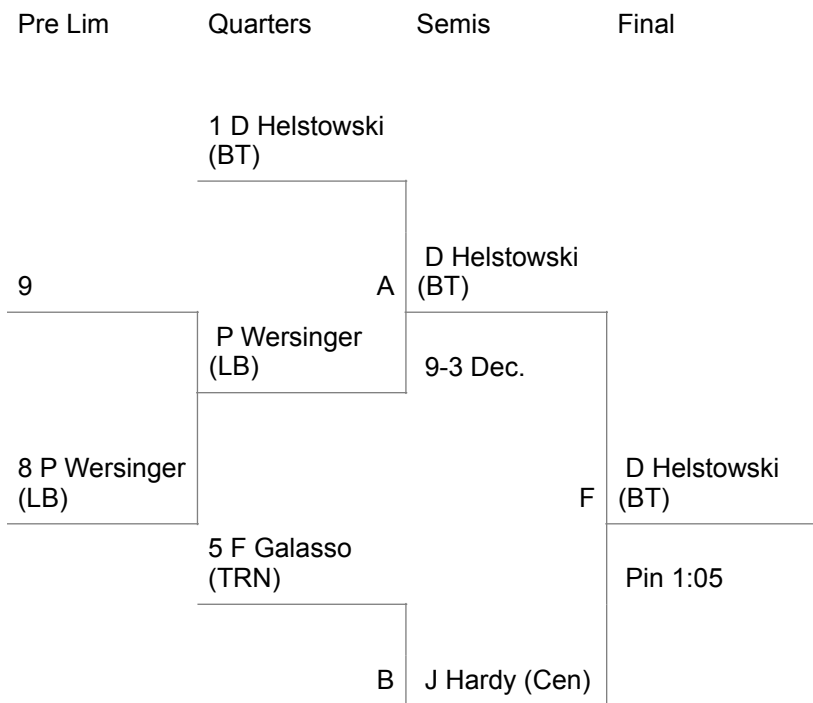 Pre Lim
Quarters
Semis
Final
1 D Helstowski
(BT)
D Helstowski
(BT)
9
A
P Wersinger
(LB)
9-3 Dec.
8 P Wersinger
(LB)
D Helstowski
(BT)
F
5 F Galasso
(TRN)
Pin 1:05
B
J Hardy (Cen)